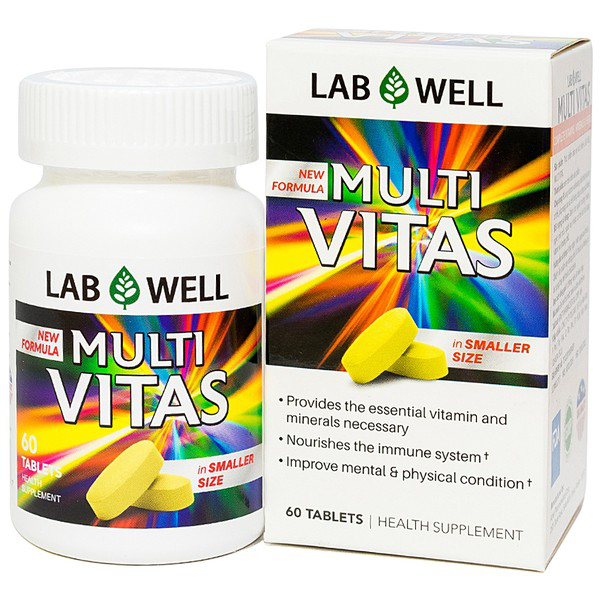 LAB WELL
NEW
FORMULA
MULTI
VITAS
60
TABLETS
HEALTH
SUPPLEMENT
in SMALLER
SIZE
LAB WELL
NEW
FORMULA
MULTI
VITAS
in SMALLER
SIZE
• Provides the essential vitamin and
minerals necessary
• Nourishes the immune system †
• Improve mental & physical condition †
60 TABLETS | HEALTH SUPPLEMENT
LAB WELL
MULTI VITAS